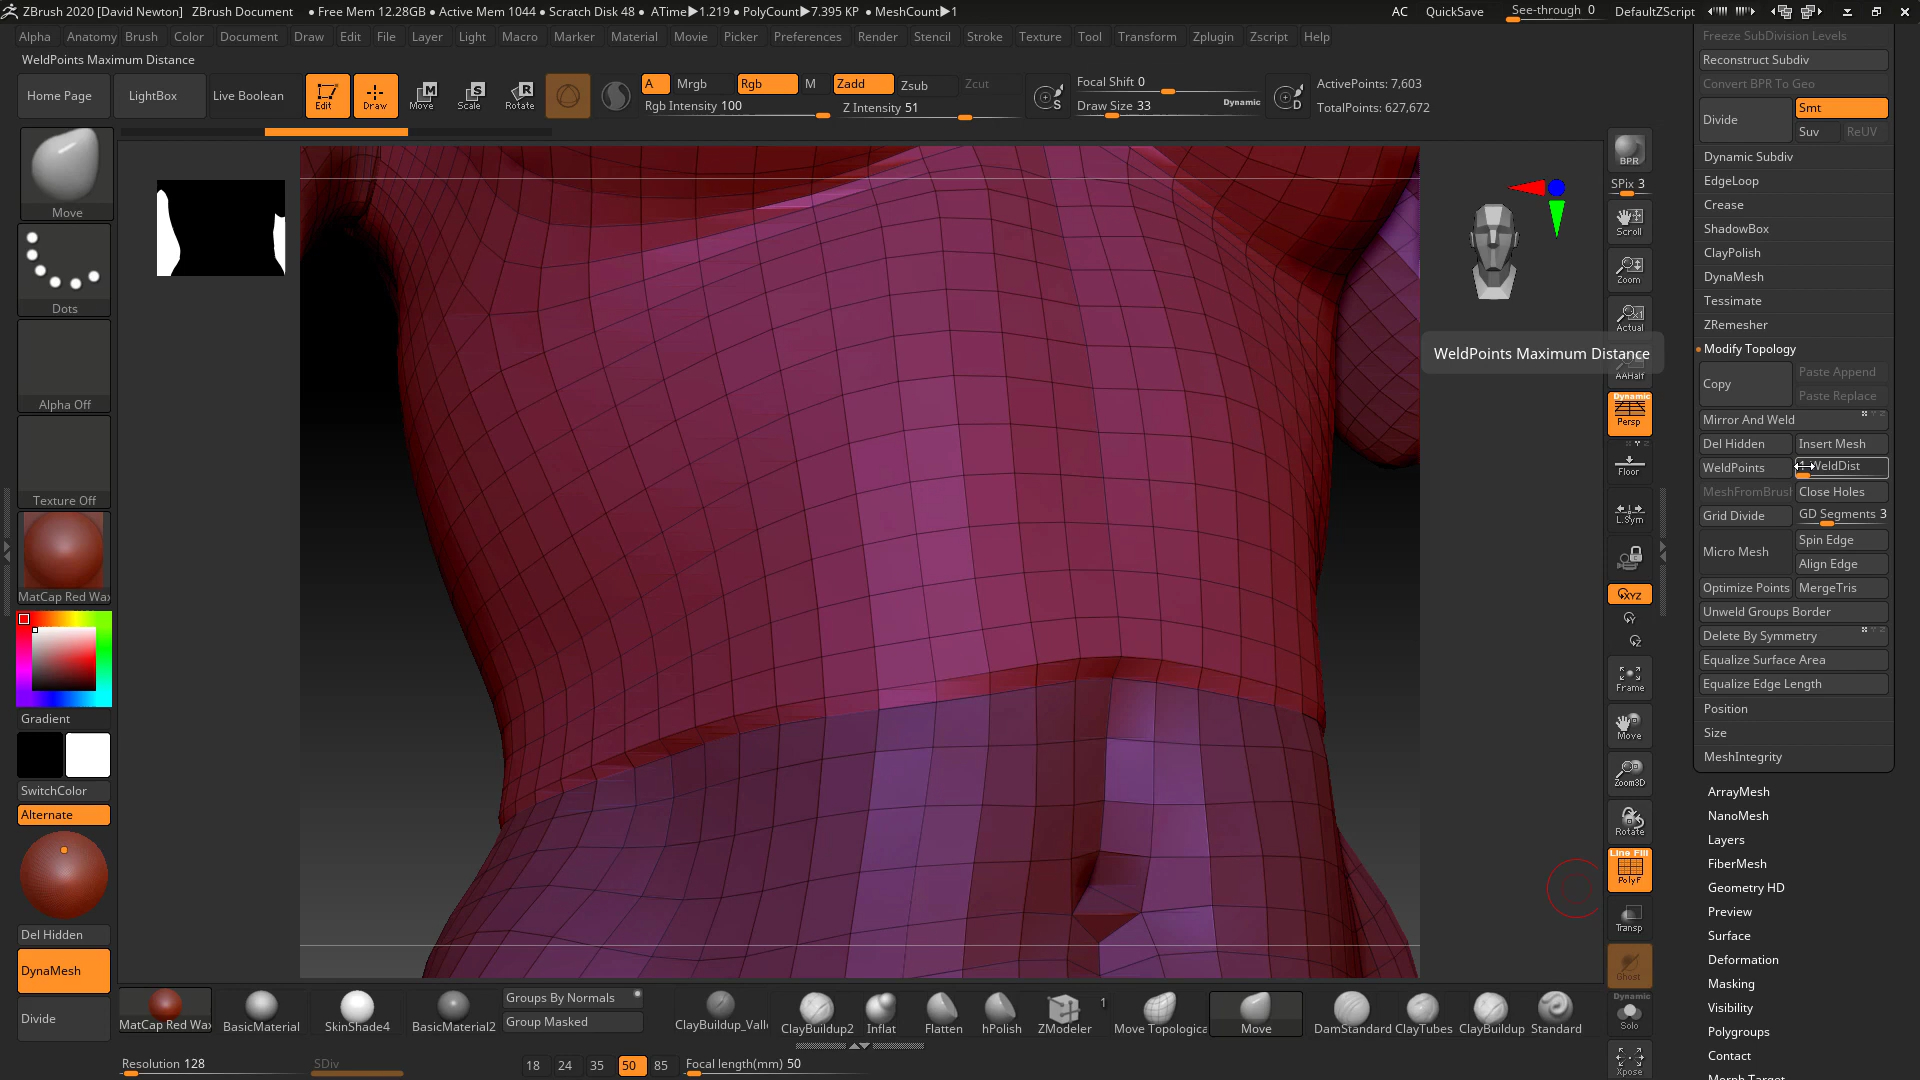 ZBrush 2020 [David Newton] ZBrush Document • Free Mem 12.28GB • Active Mem 1044 • Scratch Disk 48 • ATime▶1.219 • PolyCount▶7.395 KP • MeshCount▶1 AC QuickSave See-through 0 DefaultZScript
Alpha Anatomy Brush Color Document Draw Edit File Layer Light Macro Marker Material Movie Picker Preferences Render Stencil Stroke Texture Tool Transform Zplugin Zscript Help
WeldPoints Maximum Distance
Home Page LightBox Live Boolean Edit Draw Move Scale Rotate
A Mrgb Rgb M Zadd Zsub Zcut
Rgb Intensity 100 Z Intensity 51
Focal Shift 0
Draw Size 33 Dynamic
ActivePoints: 7,603
TotalPoints: 627,672
Move
Dots
Alpha Off
Texture Off
MatCap Red Wax
Gradient
SwitchColor
Alternate
Del Hidden
DynaMesh
Divide
WeldPoints Maximum Distance
BPR
SPix 3
Scroll
Zoom
Actual
AAHalf
Dynamic
Persp
Floor
L.Sym
XYZ
Frame
Move
Zoom3D
Rotate
Line Fill
PolyF
Transp
Ghost
Dynamic
Solo
Xpose
Freeze SubDivision Levels
Reconstruct Subdiv
Convert BPR To Geo
Divide Smt
Suv ReUV
Dynamic Subdiv
EdgeLoop
Crease
ShadowBox
ClayPolish
DynaMesh
Tessimate
ZRemesher
Modify Topology
Copy Paste Append
Paste Replace
Mirror And Weld
Del Hidden Insert Mesh
WeldPoints WeldDist
MeshFromBrush Close Holes
Grid Divide GD Segments 3
Micro Mesh Spin Edge
Align Edge
Optimize Points MergeTris
Unweld Groups Border
Delete By Symmetry
Equalize Surface Area
Equalize Edge Length
Position
Size
MeshIntegrity
ArrayMesh
NanoMesh
Layers
FiberMesh
Geometry HD
Preview
Surface
Deformation
Masking
Visibility
Polygroups
Contact
Morph Target
MatCap Red Wax BasicMaterial SkinShade4 BasicMaterial2
Groups By Normals
Group Masked
ClayBuildup_Vall ClayBuildup2 Inflat Flatten hPolish ZModeler 1 Move Topologica Move DamStandard ClayTubes ClayBuildup Standard
Resolution 128 SDiv 18 24 35 50 85 Focal length(mm) 50